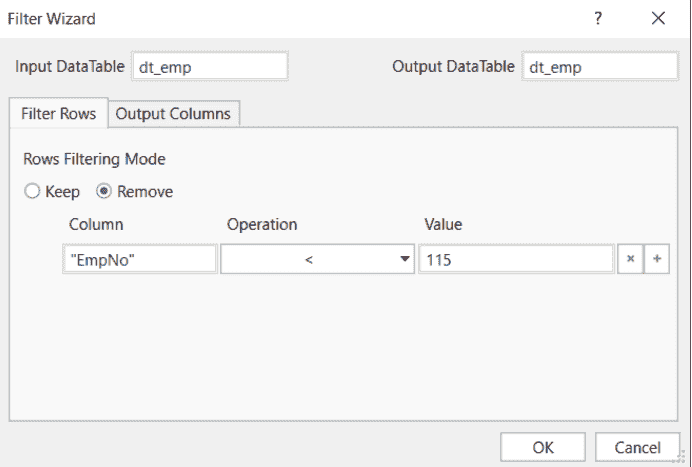 Filter Wizard ? ×
Input DataTable dt_emp Output DataTable dt_emp
Filter Rows Output Columns
Rows Filtering Mode
Keep Remove
Column Operation Value
"EmpNo" < 115 × +
OK Cancel